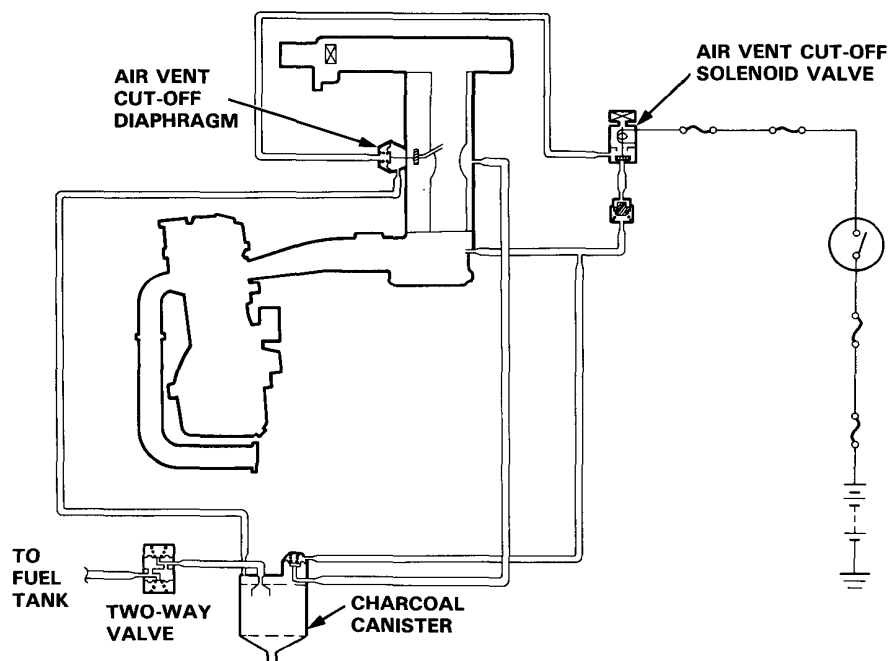 AIR VENT CUT-OFF
SOLENOID VALVE
AIR VENT
CUT-OFF
DIAPHRAGM
TO
FUEL
TANK
TWO-WAY
VALVE
CHARCOAL
CANISTER